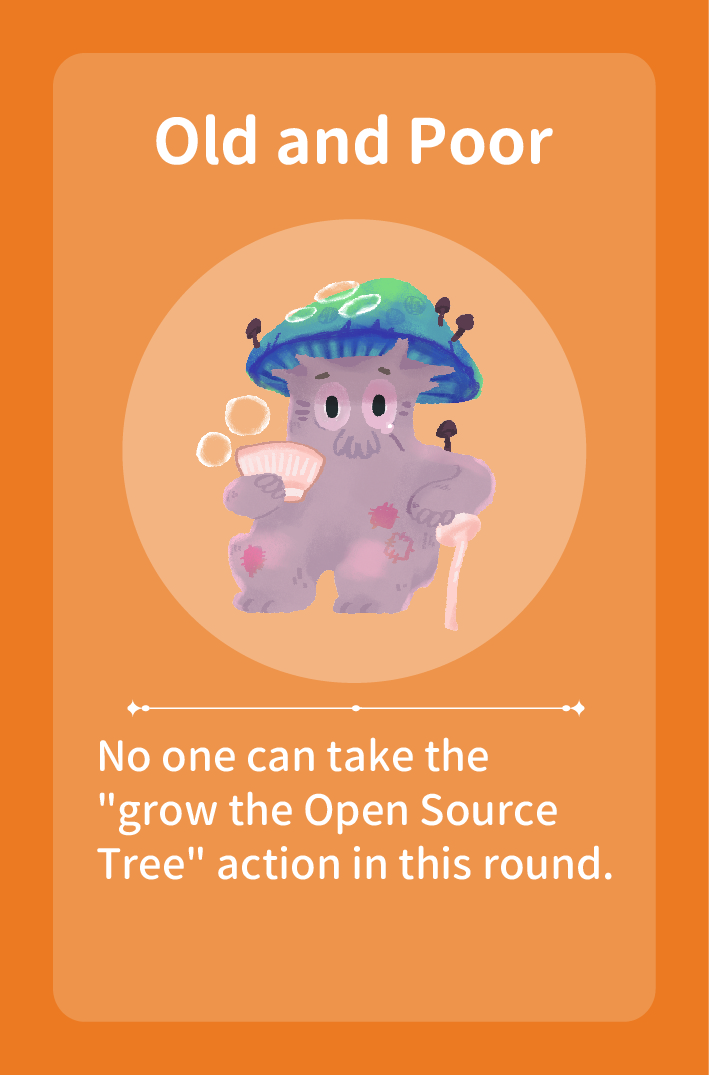 Old and Poor
No one can take the
"grow the Open Source
Tree" action in this round.